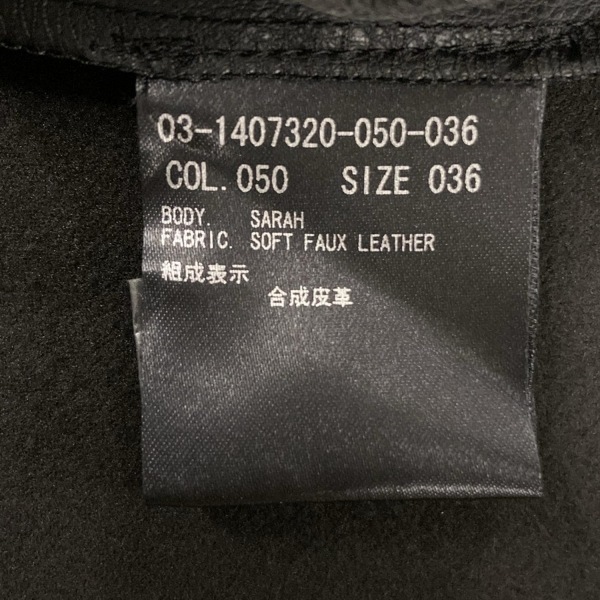 03-1407320-050-036
COL. 050 SIZE 036
BODY. SARAH
FABRIC. SOFT FAUX LEATHER
組成表示
合成皮革